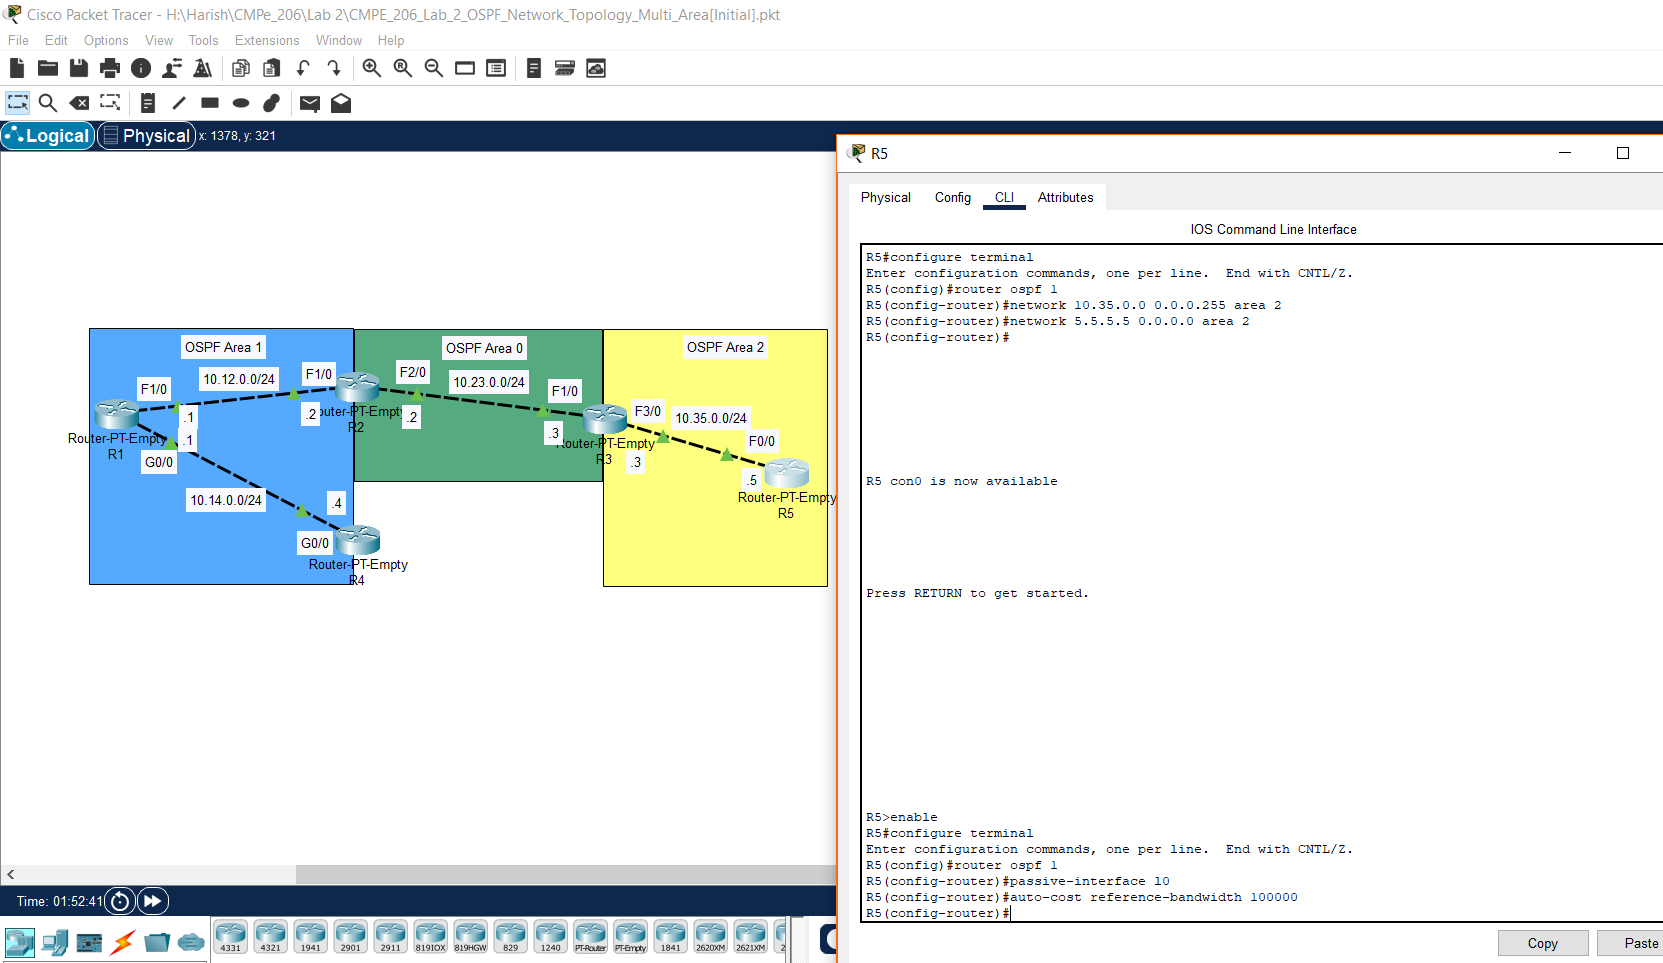 Cisco Packet Tracer - H:\Harish\CMPe_206\Lab 2\CMPE_206_Lab_2_OSPF_Network_Topology_Multi_Area[Initial].pkt
File Edit Options View Tools Extensions Window Help
Logical Physical x: 1378, y: 321
OSPF Area 1
OSPF Area 0
OSPF Area 2
F1/0
10.12.0.0/24
F1/0
F2/0
10.23.0.0/24
F1/0
.1
.1
.2
.2
.3
Router-PT-Empty
R1
outer-PT-Empty
R2
outer-PT-Empty
R3
F3/0
10.35.0.0/24
F0/0
.3
.5
Router-PT-Empty
R5
G0/0
10.14.0.0/24
.4
G0/0
Router-PT-Empty
R4
Time: 01:52:41
4331 4321 1941 2901 2911 819IOX 819HGW 829 1240 PT-Router PT-Empty 1841 2620XM 2621XM 2
R5
Physical Config CLI Attributes
IOS Command Line Interface
R5#configure terminal
Enter configuration commands, one per line. End with CNTL/Z.
R5(config)#router ospf 1
R5(config-router)#network 10.35.0.0 0.0.0.255 area 2
R5(config-router)#network 5.5.5.5 0.0.0.0 area 2
R5(config-router)#
R5 con0 is now available
Press RETURN to get started.
R5>enable
R5#configure terminal
Enter configuration commands, one per line. End with CNTL/Z.
R5(config)#router ospf 1
R5(config-router)#passive-interface l0
R5(config-router)#auto-cost reference-bandwidth 100000
R5(config-router)#
Copy Paste